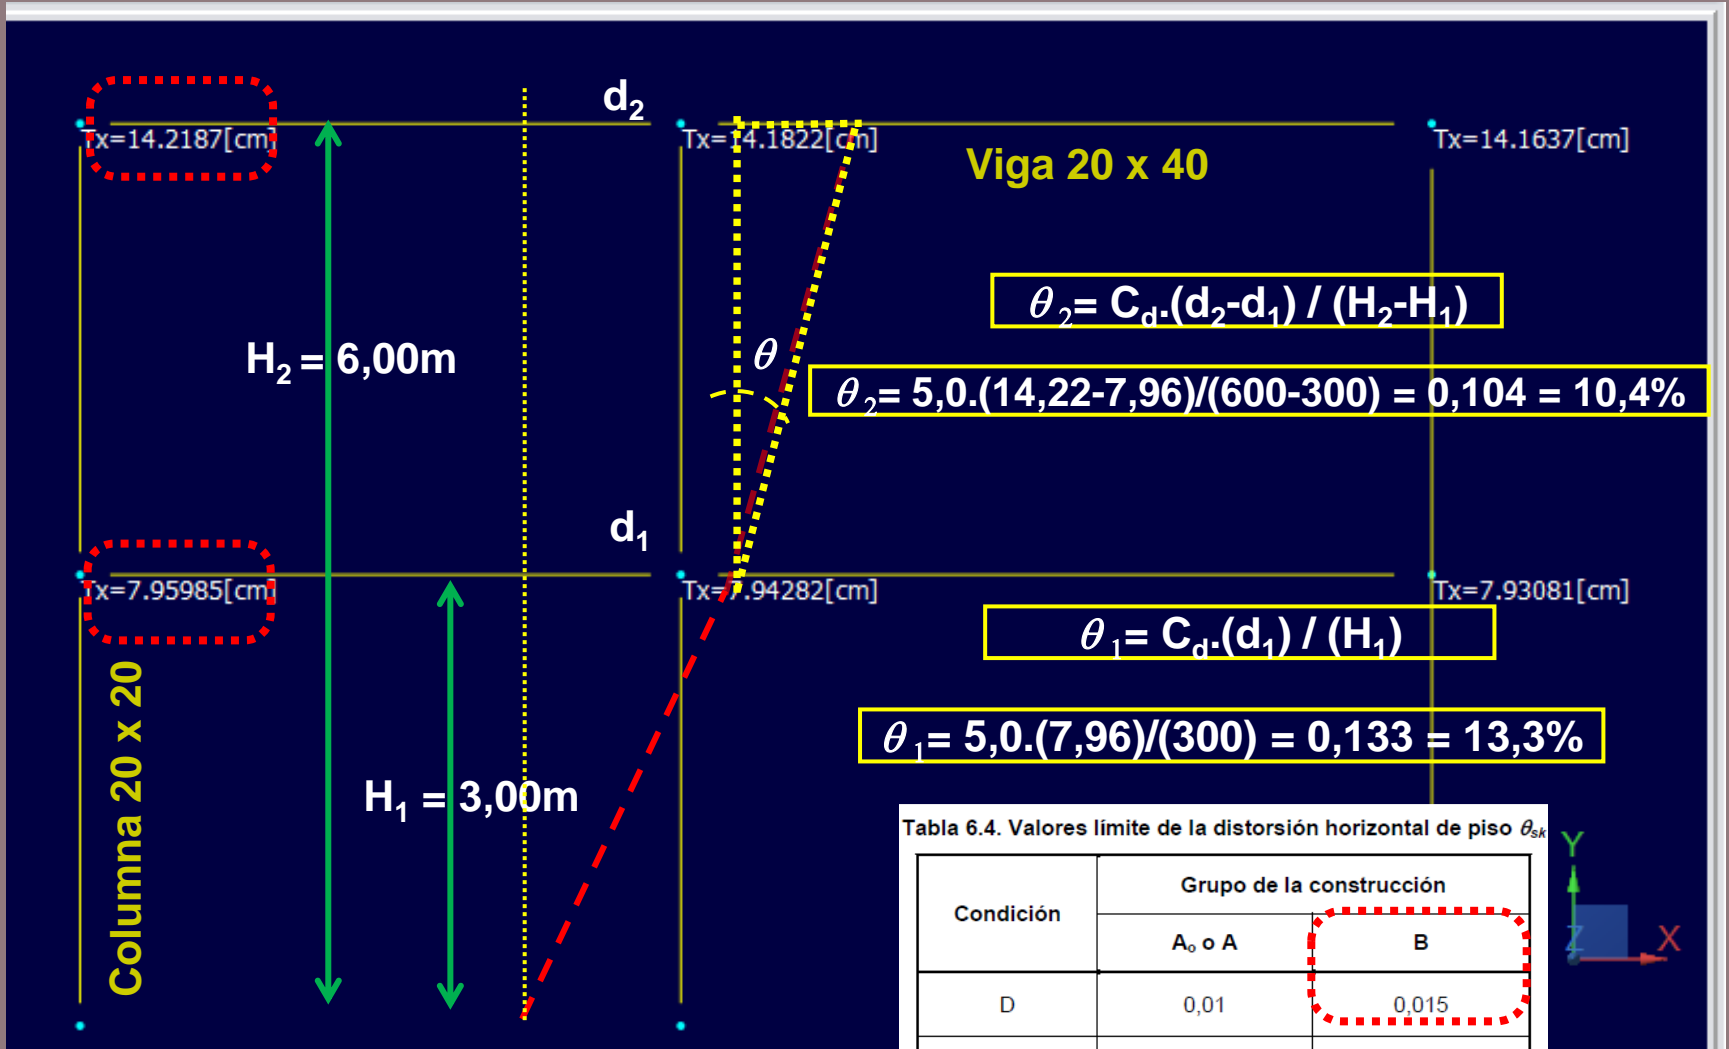 d₂
Tx=14.2187[cm]
Tx=14.1822[cm]
Tx=14.1637[cm]
Viga 20 x 40
θ₂= C_d.(d₂-d₁) / (H₂-H₁)
H₂ = 6,00m
θ
θ₂= 5,0.(14,22-7,96)/(600-300) = 0,104 = 10,4%
d₁
Tx=7.95985[cm]
Tx=7.94282[cm]
Tx=7.93081[cm]
θ₁= C_d.(d₁) / (H₁)
Columna 20 x 20
θ₁= 5,0.(7,96)/(300) = 0,133 = 13,3%
H₁ = 3,00m
Tabla 6.4. Valores límite de la distorsión horizontal de piso θ_sk
Condición
Grupo de la construcción
Aₒ o A
B
D
0,01
0,015
Y
Z
X